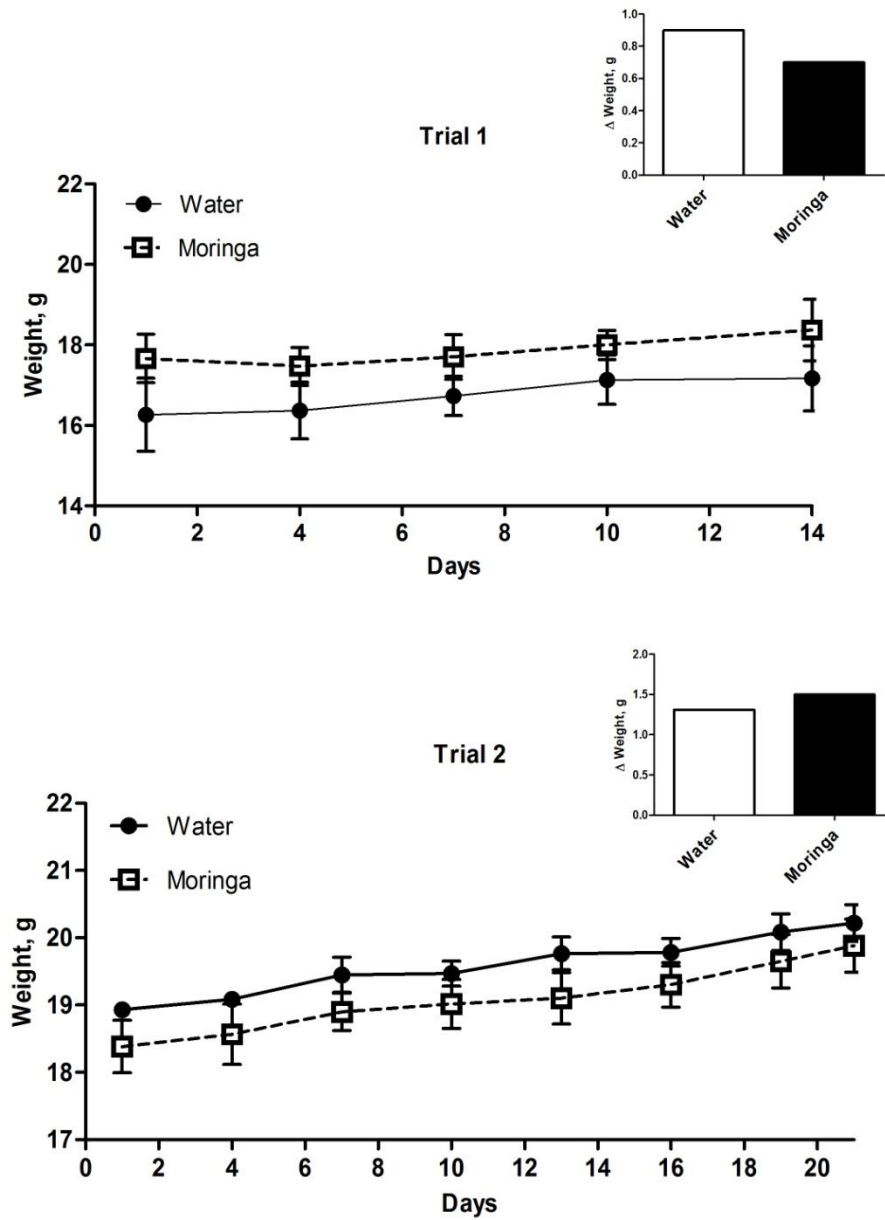 1.0
0.8
0.6
0.4
0.2
0.0
Δ Weight, g
Water
Moringa
Trial 1
Water
Moringa
22
20
18
16
14
Weight, g
0 2 4 6 8 10 12 14
Days
2.0
1.5
1.0
0.5
0.0
Δ Weight, g
Water
Moringa
Trial 2
Water
Moringa
22
21
20
19
18
17
Weight, g
0 2 4 6 8 10 12 14 16 18 20
Days